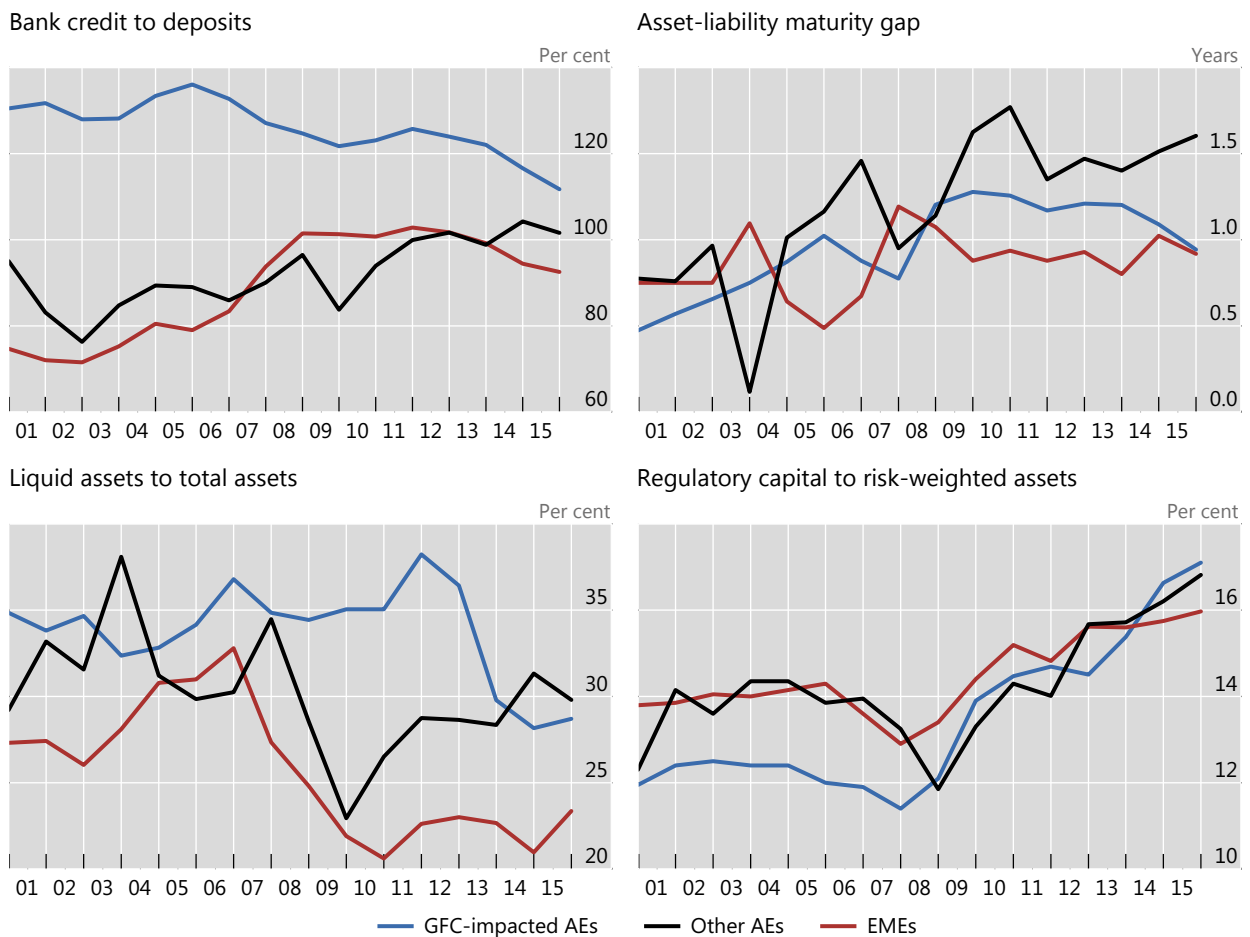 Bank credit to deposits
Per cent
120
100
80
60
01 02 03 04 05 06 07 08 09 10 11 12 13 14 15
Asset-liability maturity gap
Years
1.5
1.0
0.5
0.0
01 02 03 04 05 06 07 08 09 10 11 12 13 14 15
Liquid assets to total assets
Per cent
35
30
25
20
01 02 03 04 05 06 07 08 09 10 11 12 13 14 15
Regulatory capital to risk-weighted assets
Per cent
16
14
12
10
01 02 03 04 05 06 07 08 09 10 11 12 13 14 15
GFC-impacted AEs Other AEs EMEs